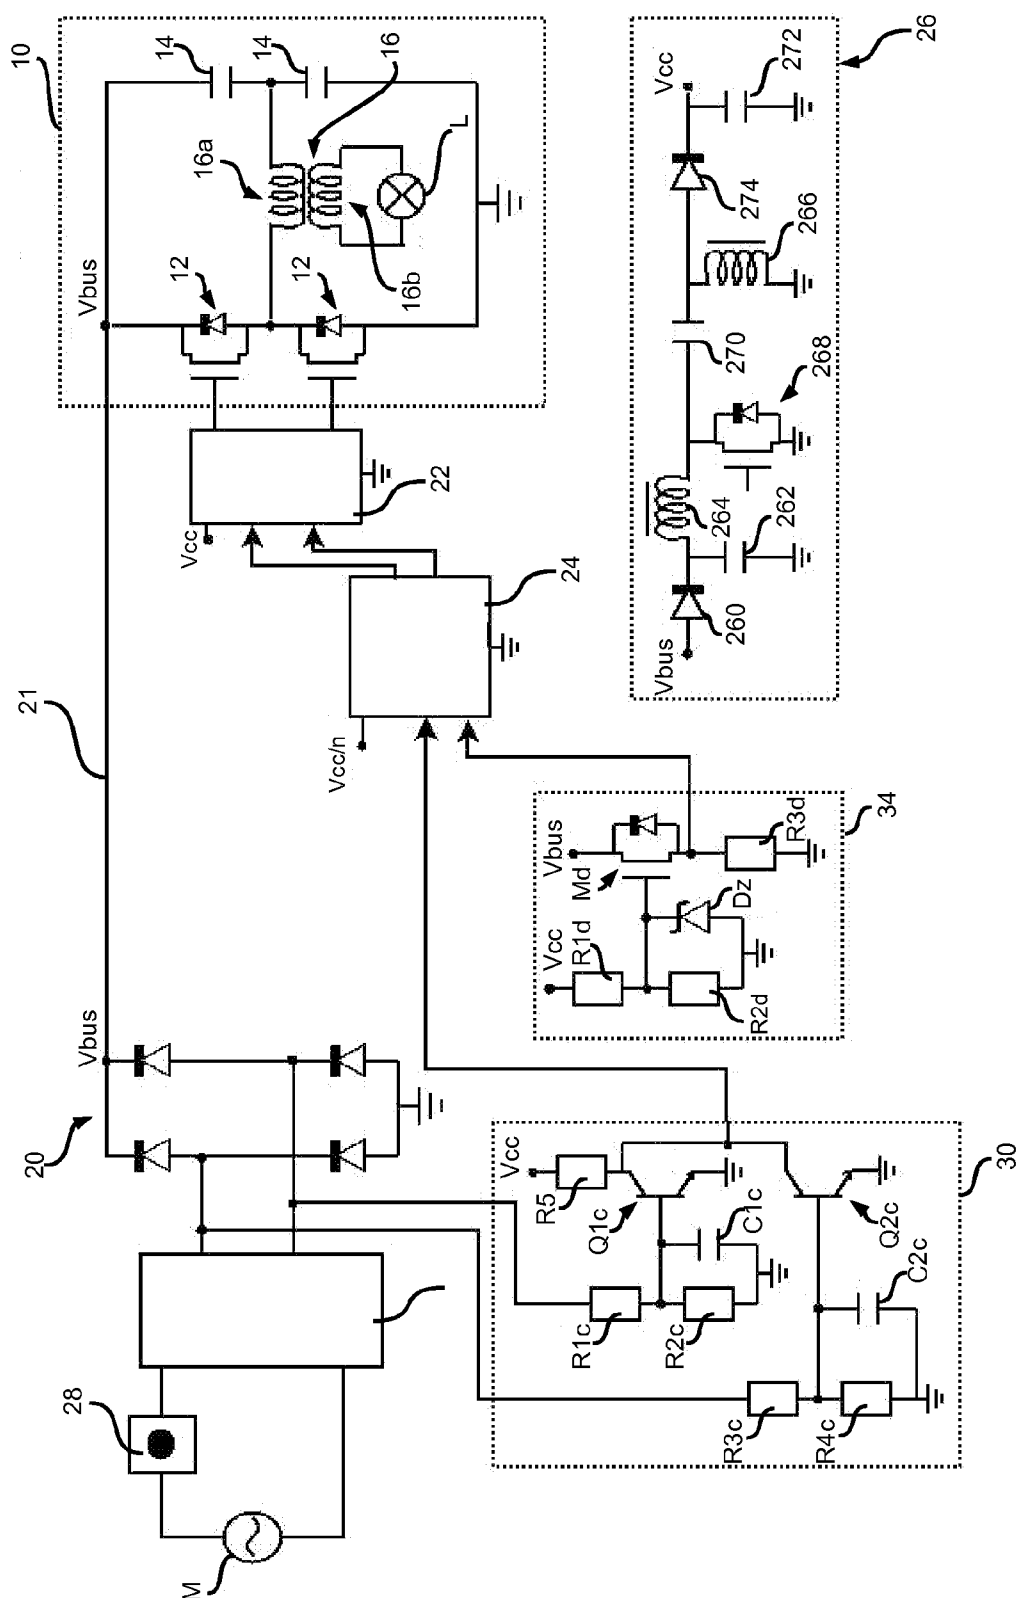 10
14
14
16
16a
16b
L
Vbus
12
12
Vcc
22
24
Vcc/n
21
Vbus
20
28
VI
Vcc
272
274
266
270
268
264
262
260
Vbus
26
Vbus
Md
Vcc
R1d
R2d
Dz
R3d
34
Vcc
R5
Q1c
C1c
R1c
R2c
Q2c
C2c
R3c
R4c
30